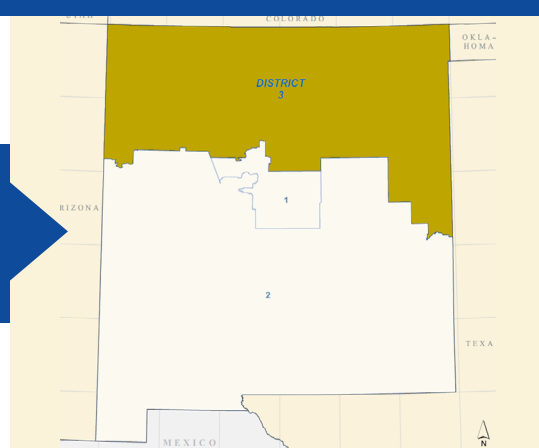 COLORADO
OKLA-
HOMA
DISTRICT
3
1
RIZONA
2
TEXA
MEXICO
N